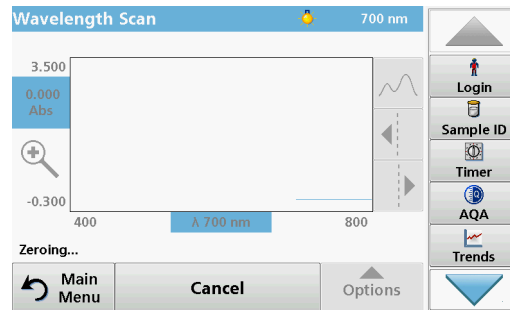 Wavelength Scan
700 nm
3.500
0.000
Abs
-0.300
400
λ 700 nm
800
Zeroing...
Main
Menu
Cancel
Options
Login
Sample ID
Timer
AQA
Trends